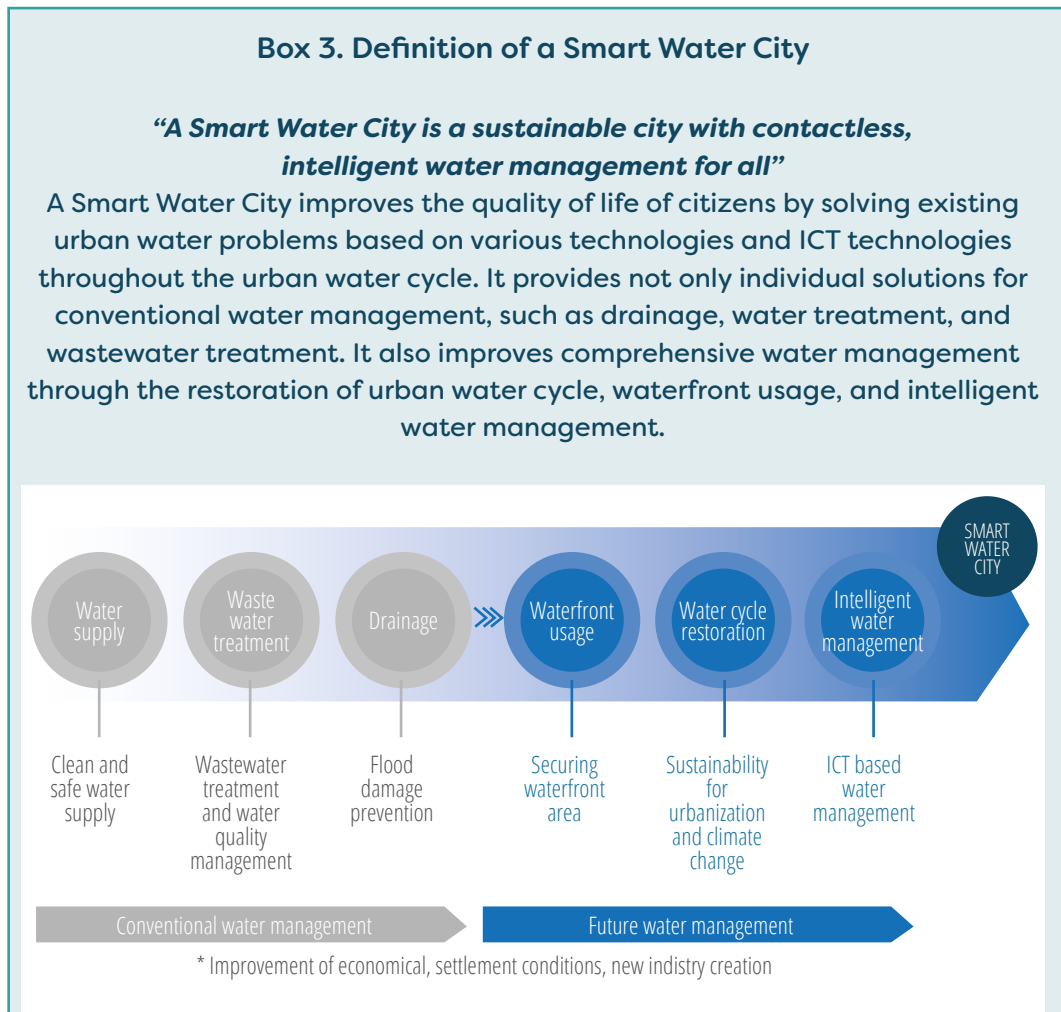 Box 3. Definition of a Smart Water City
“A Smart Water City is a sustainable city with contactless,
intelligent water management for all”
A Smart Water City improves the quality of life of citizens by solving existing
urban water problems based on various technologies and ICT technologies
throughout the urban water cycle. It provides not only individual solutions for
conventional water management, such as drainage, water treatment, and
wastewater treatment. It also improves comprehensive water management
through the restoration of urban water cycle, waterfront usage, and intelligent
water management.
SMART
WATER
CITY
Water
supply
Waste
water
treatment
Drainage
Waterfront
usage
Water cycle
restoration
Intelligent
water
management
Clean and
safe water
supply
Wastewater
treatment
and water
quality
management
Flood
damage
prevention
Securing
waterfront
area
Sustainability
for
urbanization
and climate
change
ICT based
water
management
Conventional water management
Future water management
* Improvement of economical, settlement conditions, new indistry creation